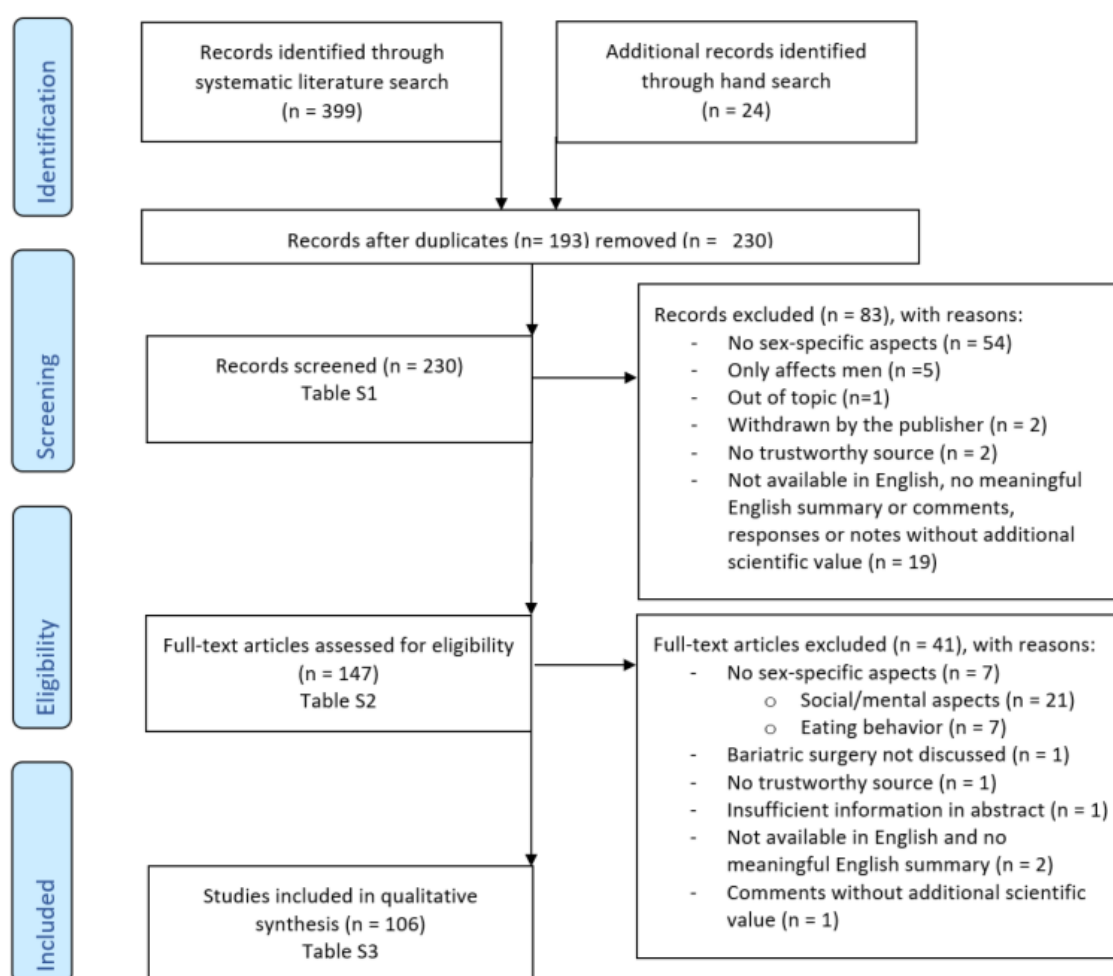 Identification
Records identified through
systematic literature search
(n = 399)
Additional records identified
through hand search
(n = 24)
Records after duplicates (n= 193) removed (n = 230)
Screening
Records screened (n = 230)
Table S1
Records excluded (n = 83), with reasons:
- No sex-specific aspects (n = 54)
- Only affects men (n =5)
- Out of topic (n=1)
- Withdrawn by the publisher (n = 2)
- No trustworthy source (n = 2)
- Not available in English, no meaningful
English summary or comments,
responses or notes without additional
scientific value (n = 19)
Eligibility
Full-text articles assessed for eligibility
(n = 147)
Table S2
Full-text articles excluded (n = 41), with reasons:
- No sex-specific aspects (n = 7)
o Social/mental aspects (n = 21)
o Eating behavior (n = 7)
- Bariatric surgery not discussed (n = 1)
- No trustworthy source (n = 1)
- Insufficient information in abstract (n = 1)
- Not available in English and no
meaningful English summary (n = 2)
- Comments without additional scientific
value (n = 1)
Included
Studies included in qualitative
synthesis (n = 106)
Table S3